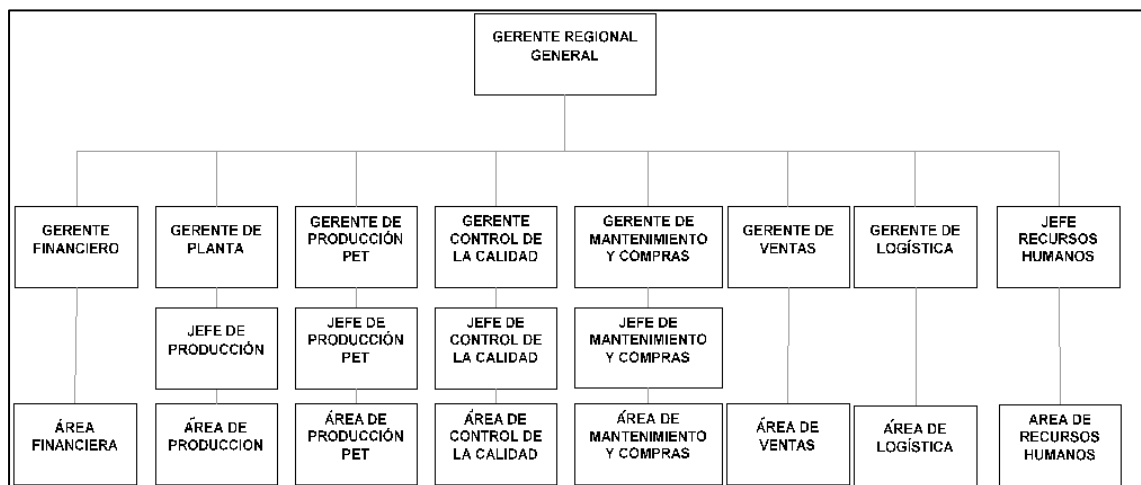 GERENTE REGIONAL
GENERAL
GERENTE
FINANCIERO
GERENTE DE
PLANTA
GERENTE DE
PRODUCCIÓN
PET
GERENTE
CONTROL DE
LA CALIDAD
GERENTE DE
MANTENIMIENTO
Y COMPRAS
GERENTE DE
VENTAS
GERENTE DE
LOGÍSTICA
JEFE
RECURSOS
HUMANOS
JEFE DE
PRODUCCIÓN
JEFE DE
PRODUCCIÓN
PET
JEFE DE
CONTROL DE
LA CALIDAD
JEFE DE
MANTENIMIENTO
Y COMPRAS
ÁREA
FINANCIERA
ÁREA DE
PRODUCCION
ÁREA DE
PRODUCCIÓN
PET
ÁREA DE
CONTROL DE
LA CALIDAD
ÁREA DE
MANTENIMIENTO
Y COMPRAS
ÁREA DE
VENTAS
ÁREA DE
LOGÍSTICA
AREA DE
RECURSOS
HUMANOS